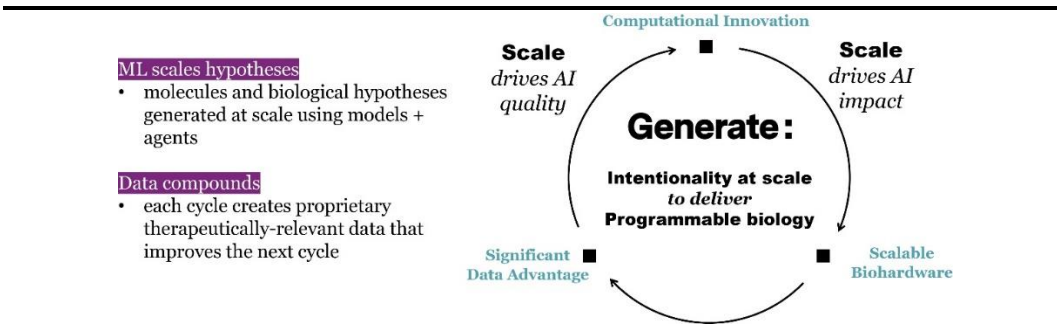 ML scales hypotheses
• molecules and biological hypotheses
generated at scale using models +
agents
Data compounds
• each cycle creates proprietary
therapeutically-relevant data that
improves the next cycle
Computational Innovation
Scale
drives AI
quality
Scale
drives AI
impact
Generate:
Intentionality at scale
to deliver
Programmable biology
Significant
Data Advantage
Scalable
Biohardware